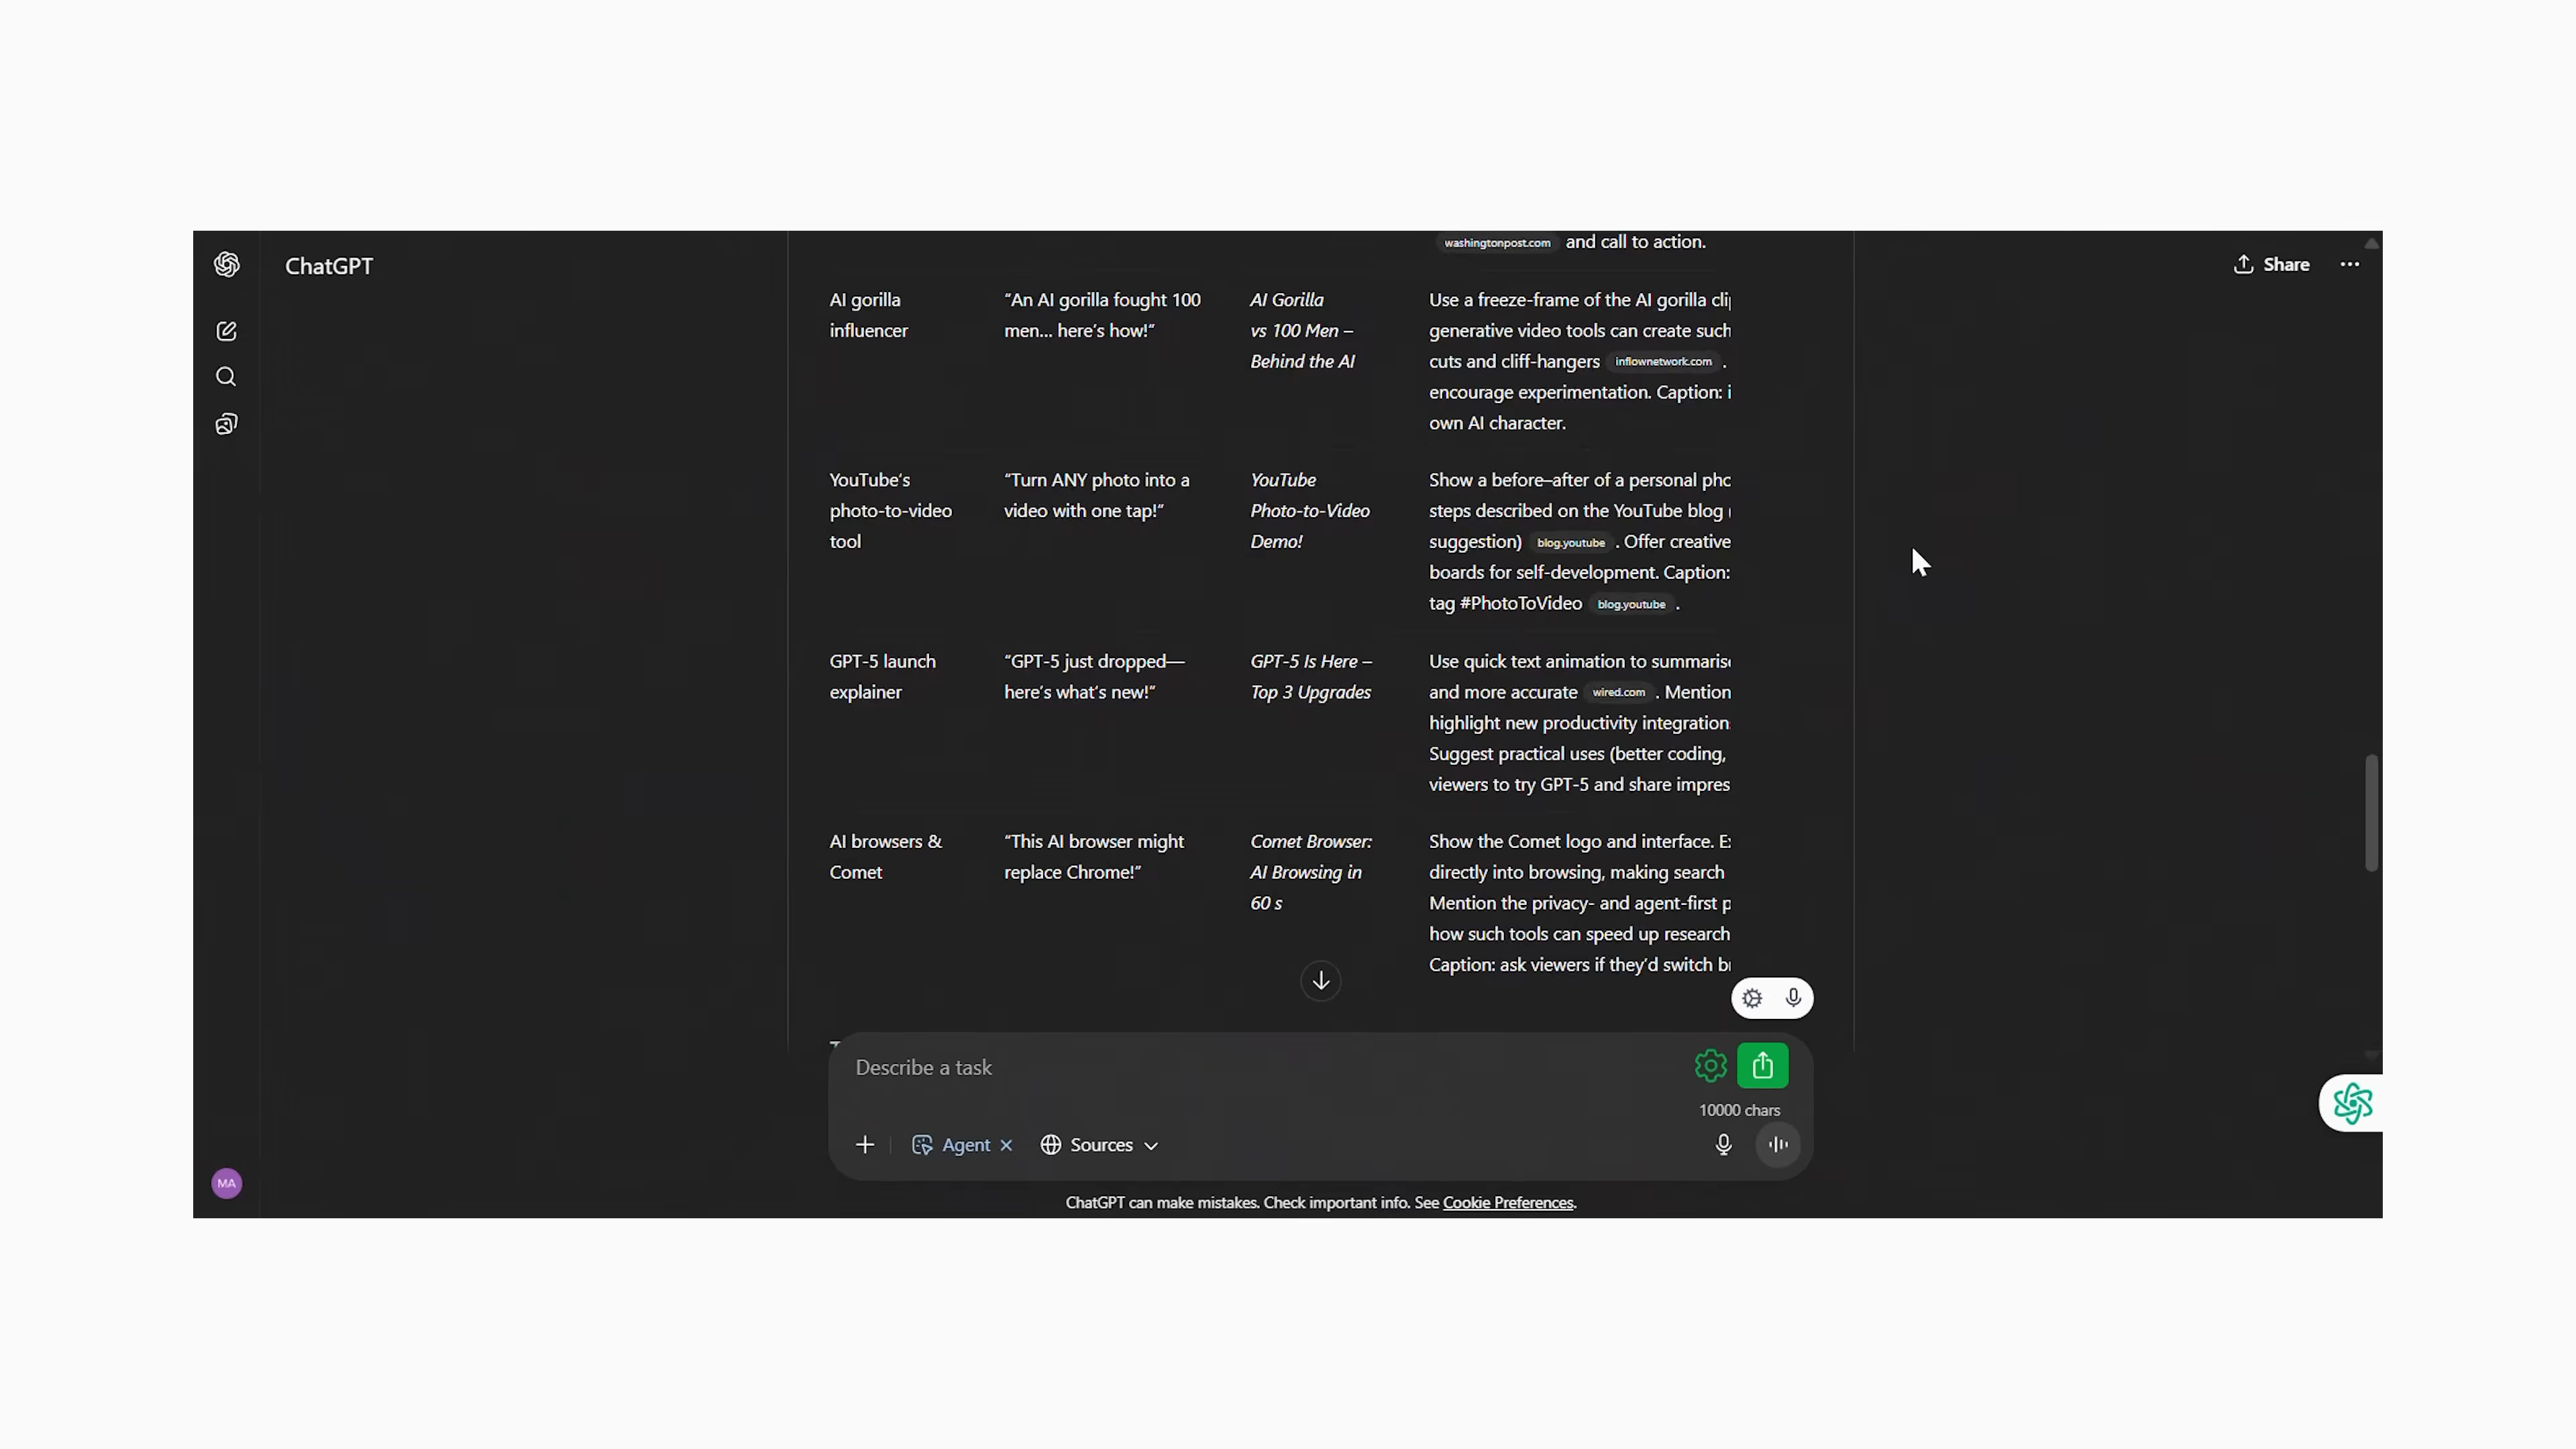 ChatGPT
Share
washingtonpost.com and call to action.
AI gorilla
influencer
“An AI gorilla fought 100
men... here’s how!”
AI Gorilla
vs 100 Men –
Behind the AI
Use a freeze-frame of the AI gorilla
generative video tools can create such
cuts and cliff-hangers inflownetwork.com .
encourage experimentation. Caption:
own AI character.
YouTube’s
photo-to-video
tool
“Turn ANY photo into a
video with one tap!”
YouTube
Photo-to-Video
Demo!
Show a before–after of a personal
steps described on the YouTube blog
suggestion) blog.youtube . Offer creative
boards for self-development. Caption:
tag #PhotoToVideo blog.youtube .
GPT-5 launch
explainer
“GPT-5 just dropped—
here’s what’s new!”
GPT-5 Is Here –
Top 3 Upgrades
Use quick text animation to
and more accurate wired.com . Mention
highlight new productivity
Suggest practical uses (better coding,
viewers to try GPT-5 and share
AI browsers &
Comet
“This AI browser might
replace Chrome!”
Comet Browser:
AI Browsing in
60 s
Show the Comet logo and interface.
directly into browsing, making search
Mention the privacy- and agent-first
how such tools can speed up research
Caption: ask viewers if they’d switch
Describe a task
10000 chars
Agent
Sources
MA
ChatGPT can make mistakes. Check important info. See Cookie Preferences.